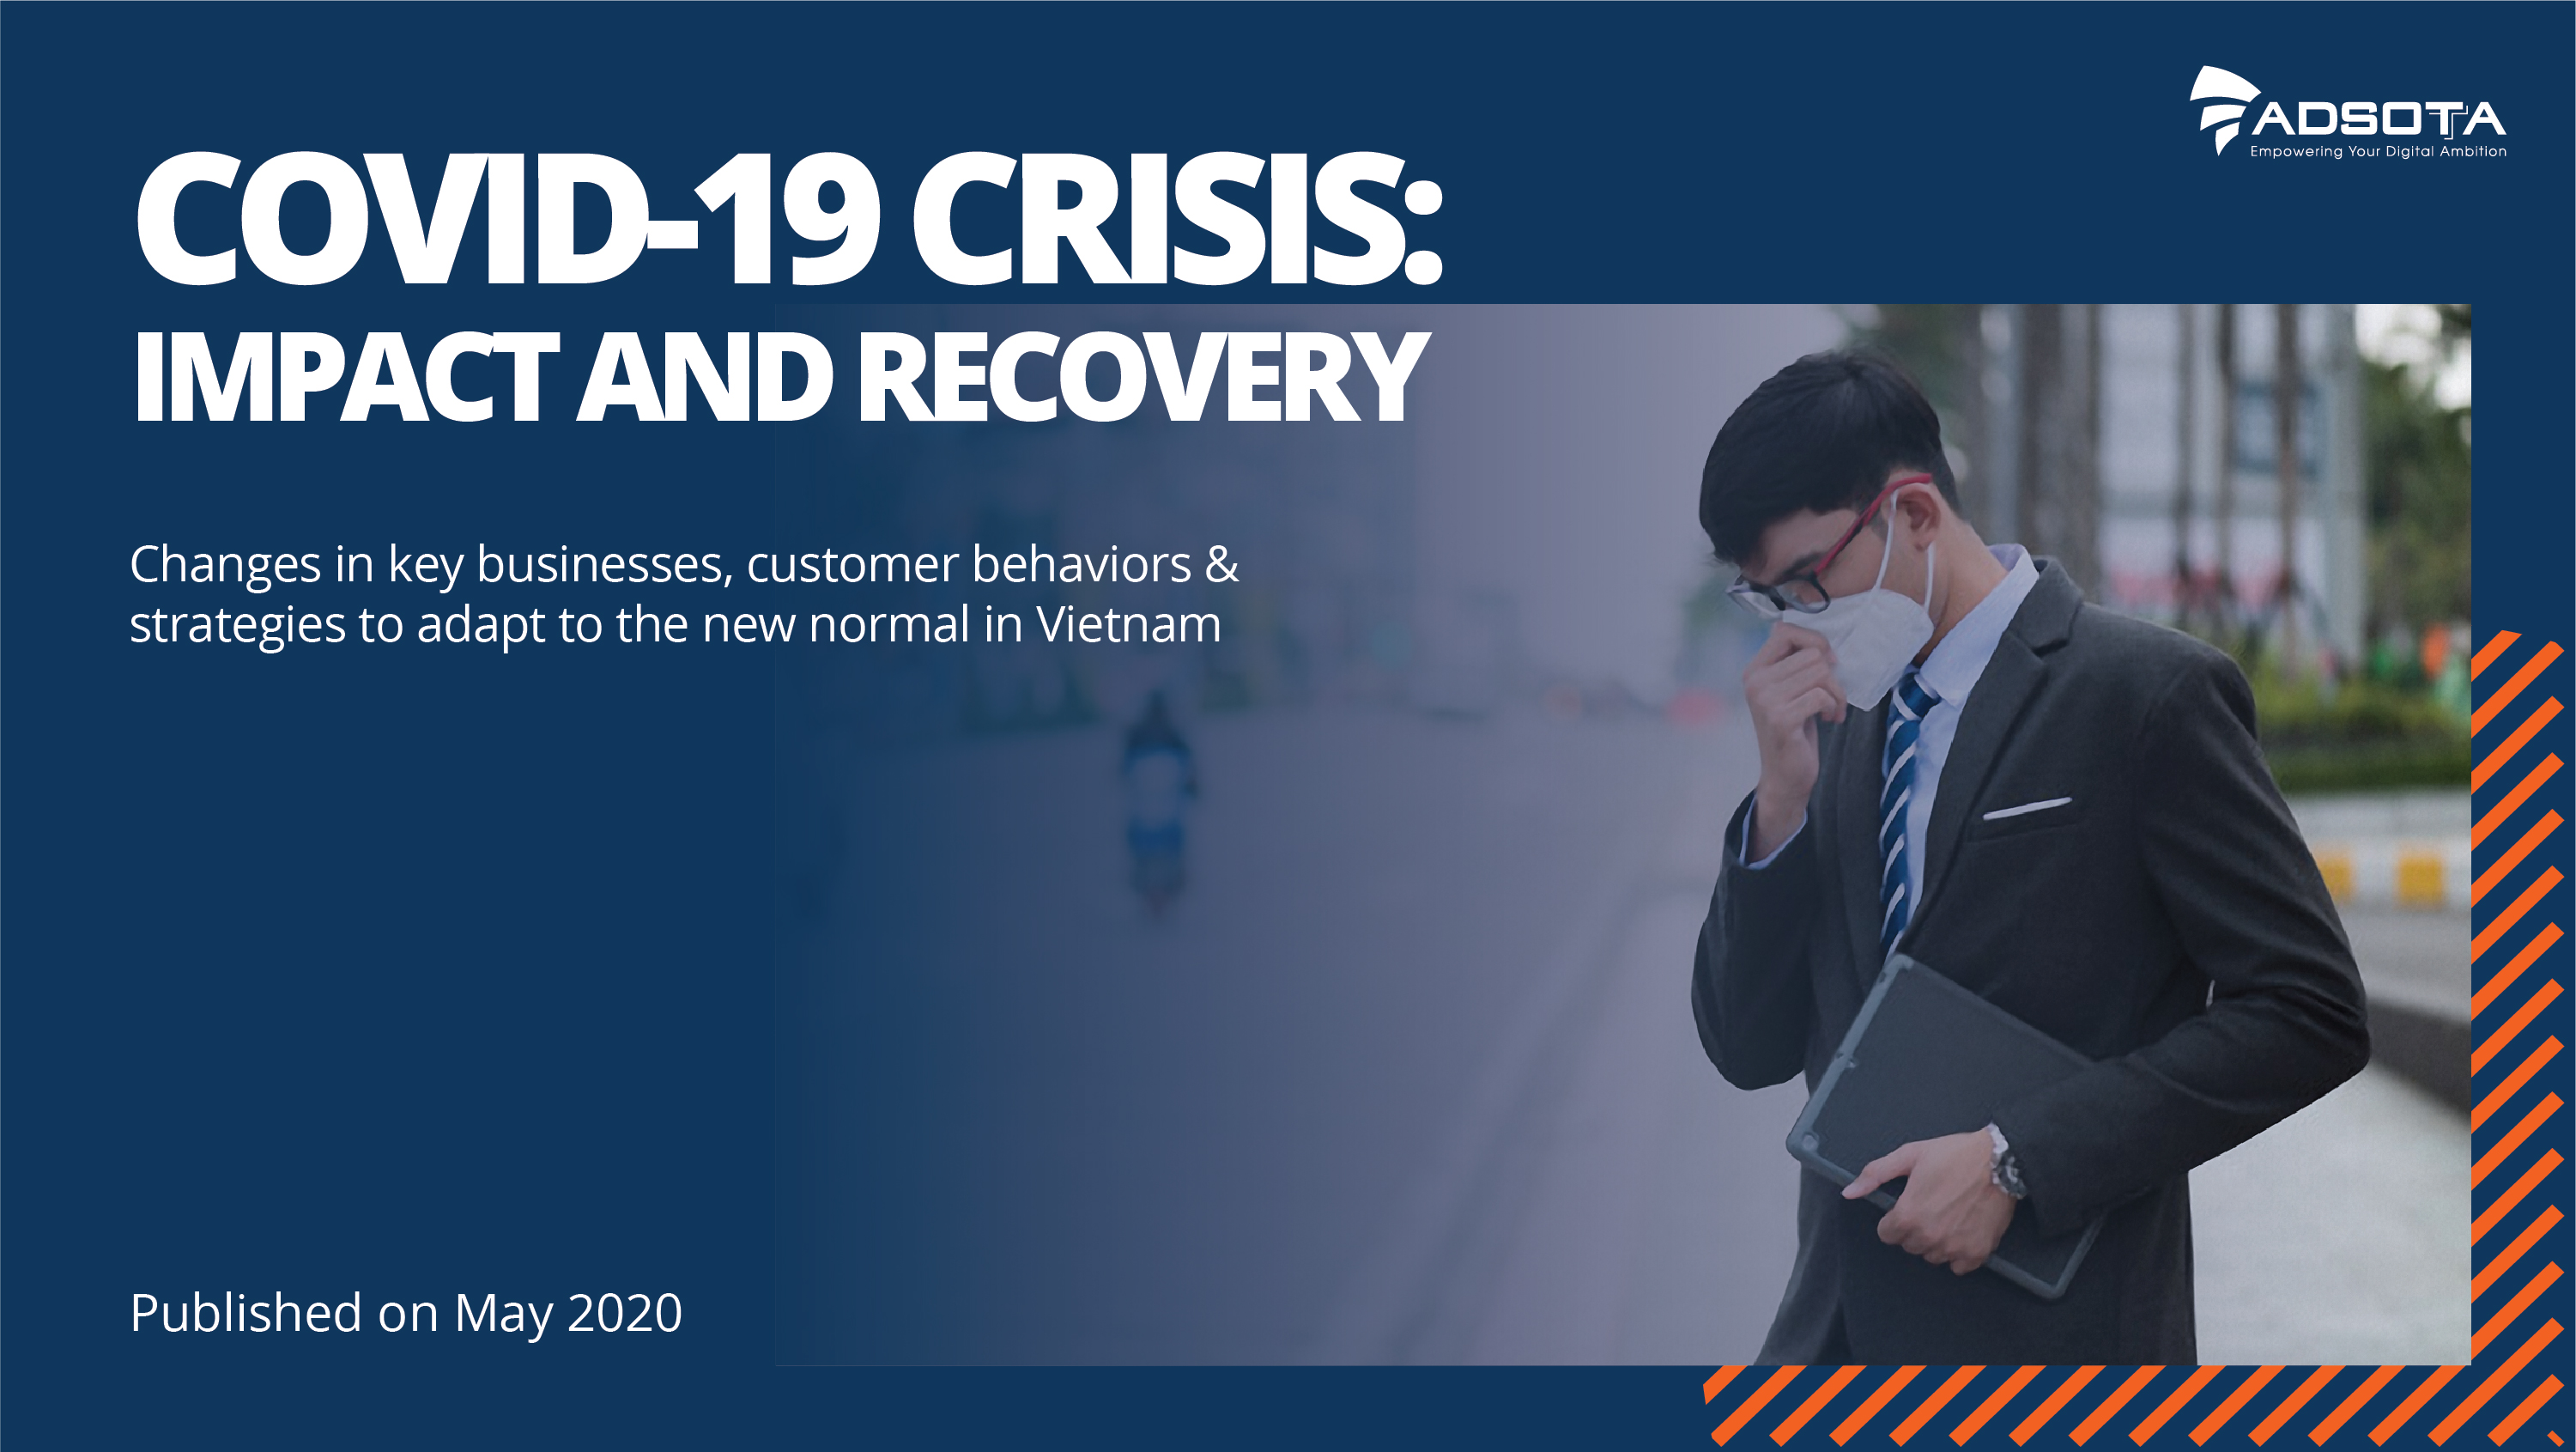 ADSOTA
Empowering Your Digital Ambition
COVID-19 CRISIS:
IMPACT AND RECOVERY
Changes in key businesses, customer behaviors &
strategies to adapt to the new normal in Vietnam
Published on May 2020